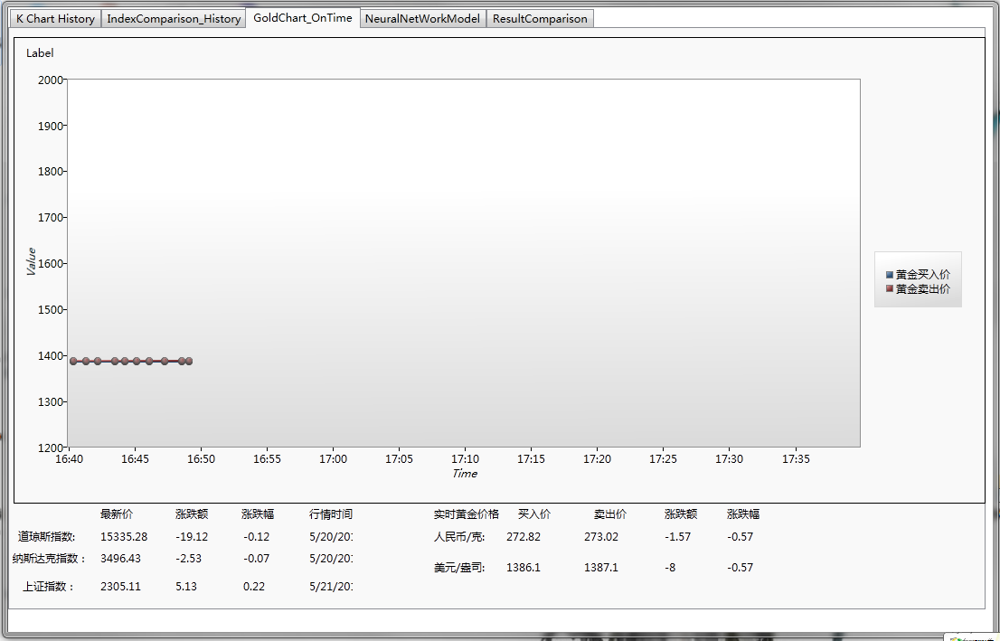 K Chart History IndexComparison_History GoldChart_OnTime NeuralNetWorkModel ResultComparison
Label
2000
1900
1800
1700
1600
1500
1400
1300
1200
Value
16:40 16:45 16:50 16:55 17:00 17:05 17:10 17:15 17:20 17:25 17:30 17:35
Time
黄金买入价
黄金卖出价
最新价 涨跌额 涨跌幅 行情时间
道琼斯指数: 15335.28 -19.12 -0.12 5/20/201
纳斯达克指数: 3496.43 -2.53 -0.07 5/20/201
上证指数: 2305.11 5.13 0.22 5/21/201
实时黄金价格 买入价 卖出价 涨跌额 涨跌幅
人民币/克: 272.82 273.02 -1.57 -0.57
美元/盎司: 1386.1 1387.1 -8 -0.57